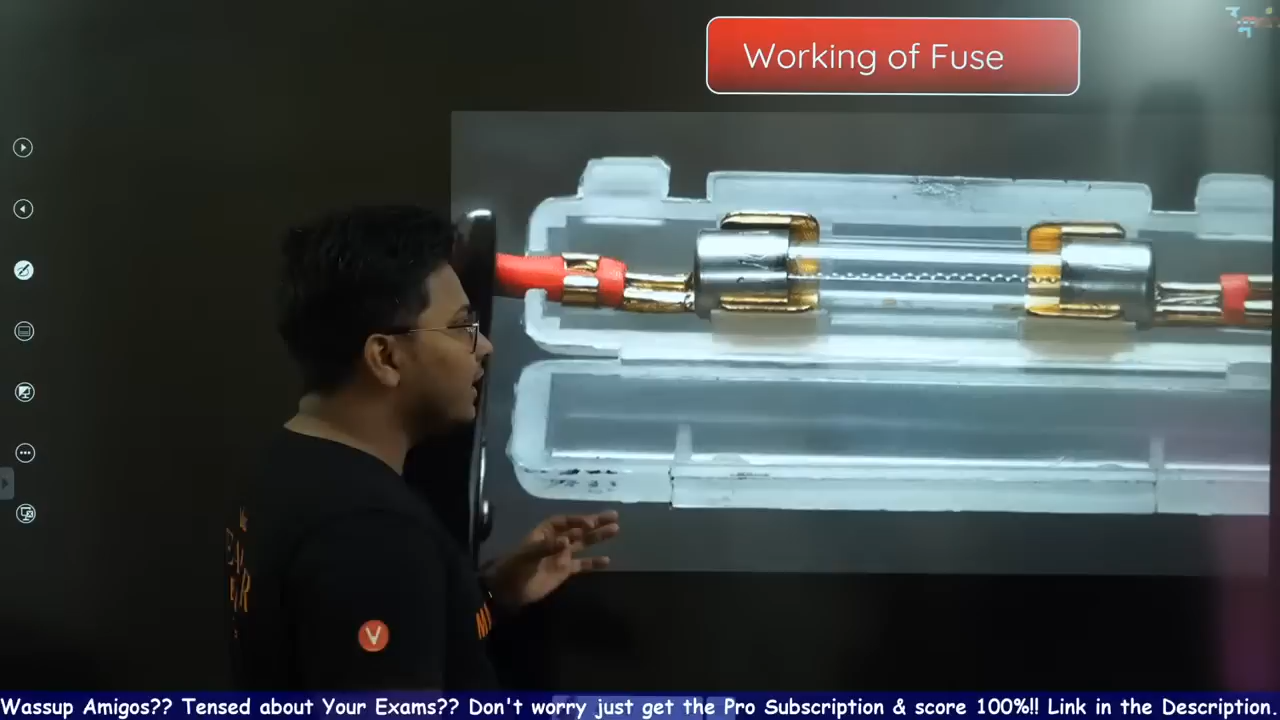 Working of Fuse
V
Wassup Amigos?? Tensed about Your Exams?? Don't worry just get the Pro Subscription & score 100%!! Link in the Description.